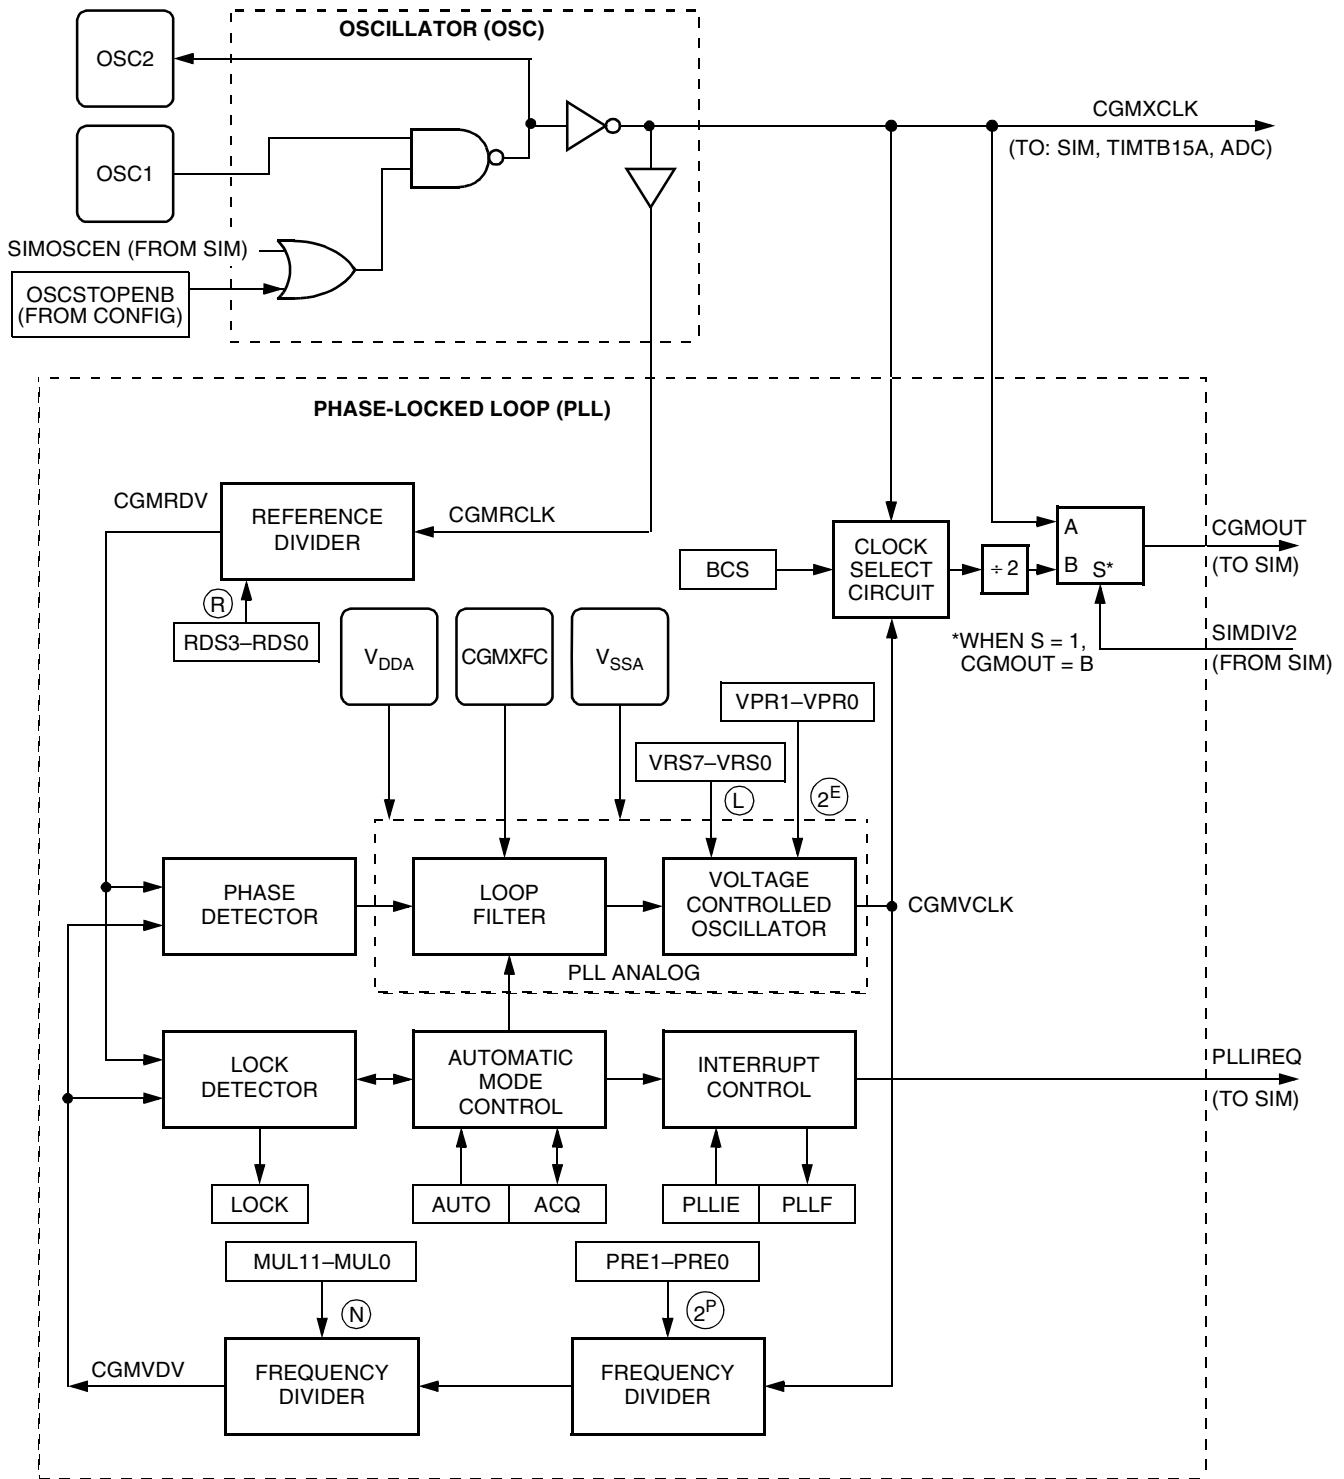 OSCILLATOR (OSC)
OSC2
CGMXCLK
(TO: SIM, TIMTB15A, ADC)
OSC1
SIMOSCEN (FROM SIM)
OSCSTOPENB
(FROM CONFIG)
PHASE-LOCKED LOOP (PLL)
CGMRDV
REFERENCE
DIVIDER
CGMRCLK
BCS
CLOCK
SELECT
CIRCUIT
÷ 2
A
B
S*
CGMOUT
(TO SIM)
R
RDS3–RDS0
VDDA
CGMXFC
VSSA
*WHEN S = 1,
CGMOUT = B
SIMDIV2
(FROM SIM)
VPR1–VPR0
VRS7–VRS0
L
2E
PHASE
DETECTOR
LOOP
FILTER
VOLTAGE
CONTROLLED
OSCILLATOR
CGMVCLK
PLL ANALOG
LOCK
DETECTOR
AUTOMATIC
MODE
CONTROL
INTERRUPT
CONTROL
PLLIREQ
(TO SIM)
LOCK
AUTO
ACQ
PLLIE
PLLF
MUL11–MUL0
PRE1–PRE0
N
2P
CGMVDV
FREQUENCY
DIVIDER
FREQUENCY
DIVIDER